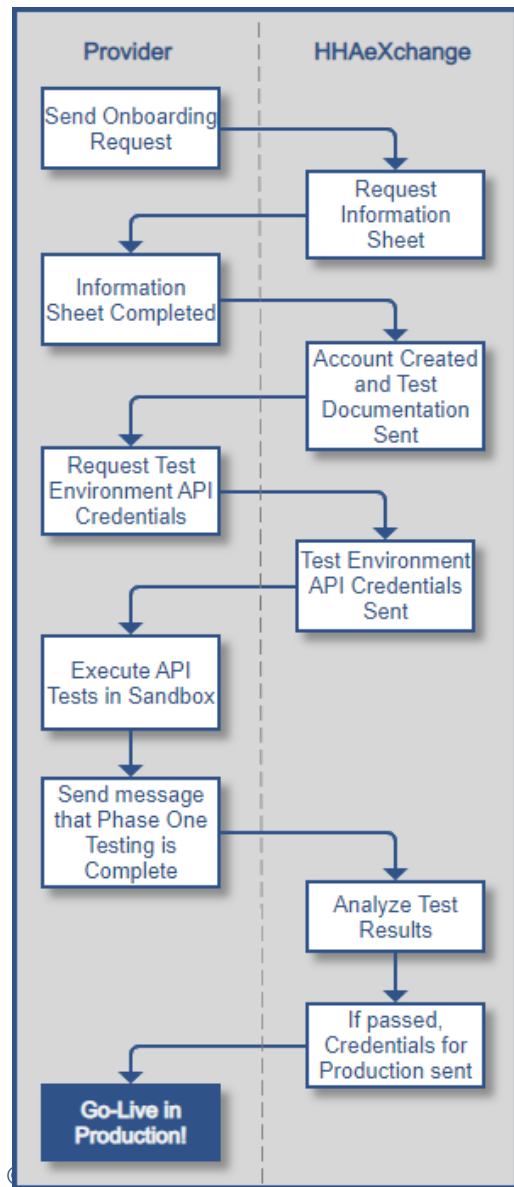 Provider
HHAeXchange
Send Onboarding
Request
Request
Information
Sheet
Information
Sheet Completed
Account Created
and Test
Documentation
Sent
Request Test
Environment API
Credentials
Test Environment
API Credentials
Sent
Execute API
Tests in Sandbox
Send message
that Phase One
Testing is
Complete
Analyze Test
Results
If passed,
Credentials for
Production sent
Go-Live in
Production!